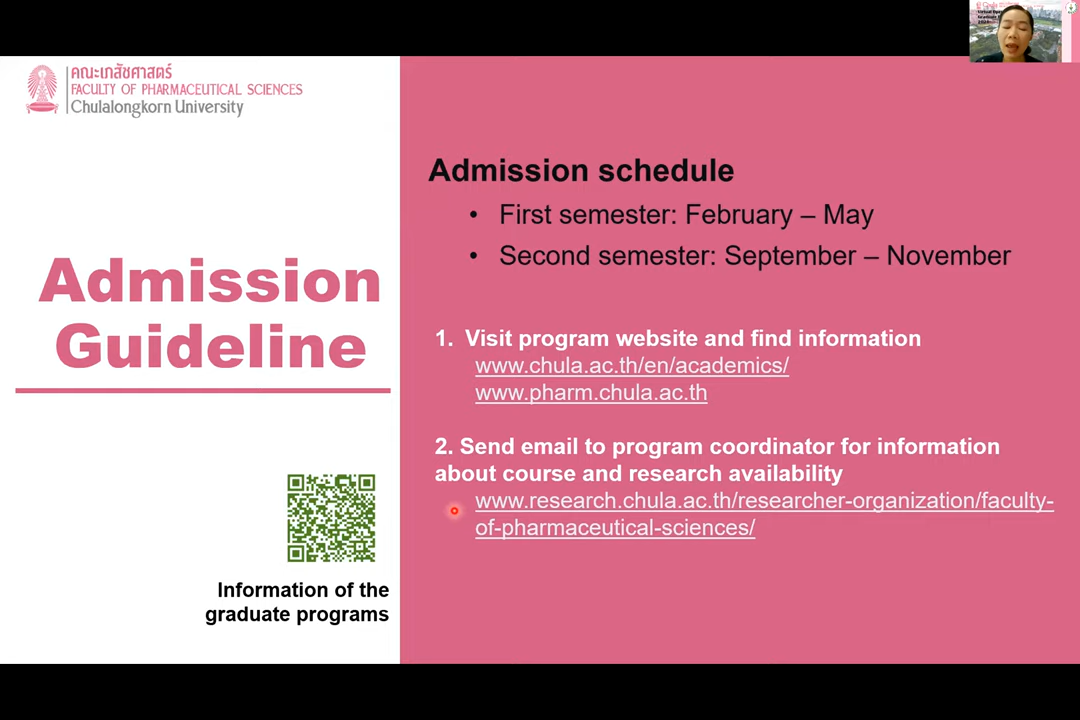 คณะเภสัชศาสตร์
FACULTY OF PHARMACEUTICAL SCIENCES
Chulalongkorn University
Admission
Guideline
Information of the
graduate programs
Admission schedule
• First semester: February – May
• Second semester: September – November
1. Visit program website and find information
www.chula.ac.th/en/academics/
www.pharm.chula.ac.th
2. Send email to program coordinator for information
about course and research availability
www.research.chula.ac.th/researcher-organization/faculty-
of-pharmaceutical-sciences/